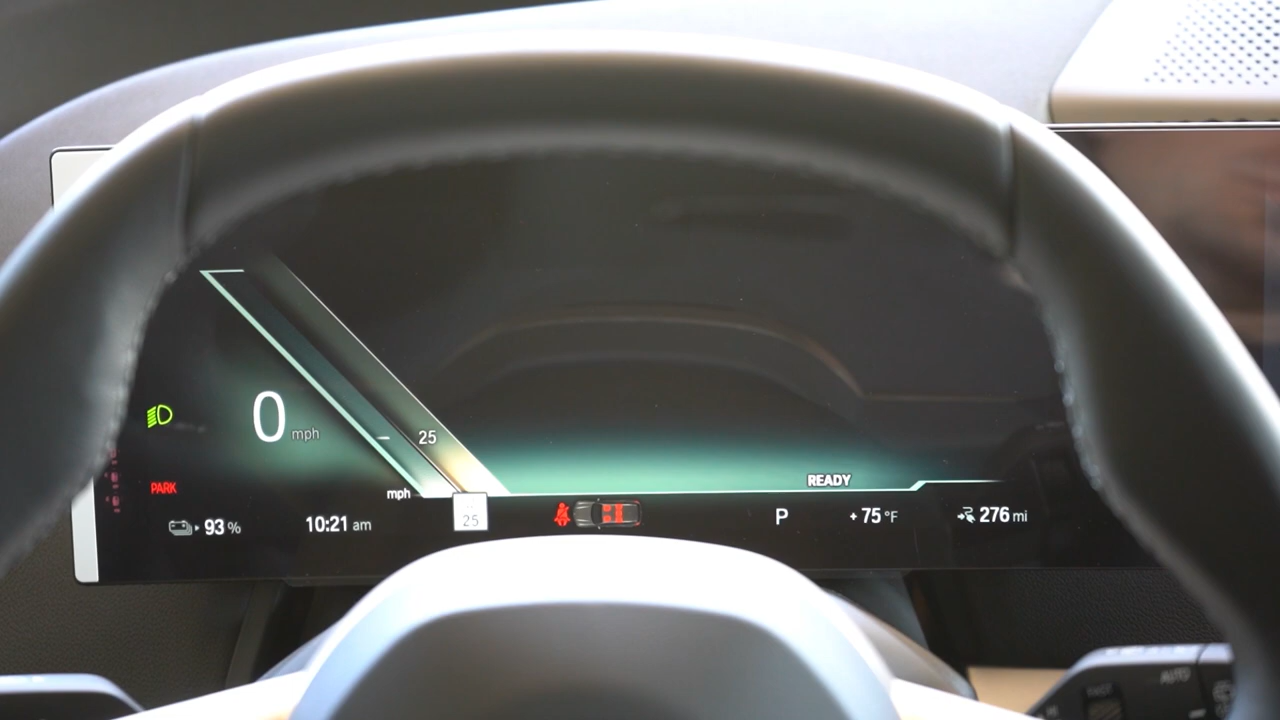 0 mph
25
PARK
mph
READY
93 %
10:21 am
25
P
+ 75 °F
276 mi
AUTO